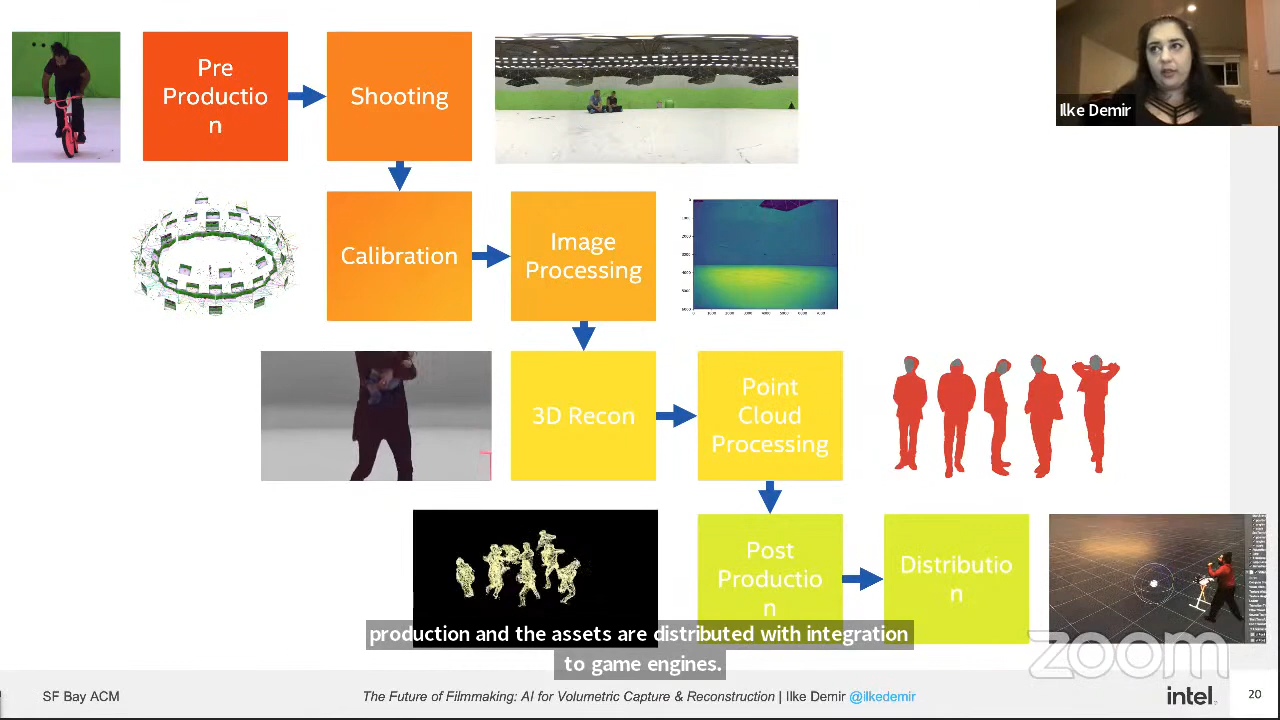 Pre
Productio
n
Shooting
Ilke Demir
Calibration
Image
Processing
3D Recon
Point
Cloud
Processing
Post
Productio
n
Distributio
n
production and the assets are distributed with integration
to game engines.
zoom
SF Bay ACM
The Future of Filmmaking: AI for Volumetric Capture & Reconstruction | Ilke Demir @ilkedemir
intel.
20